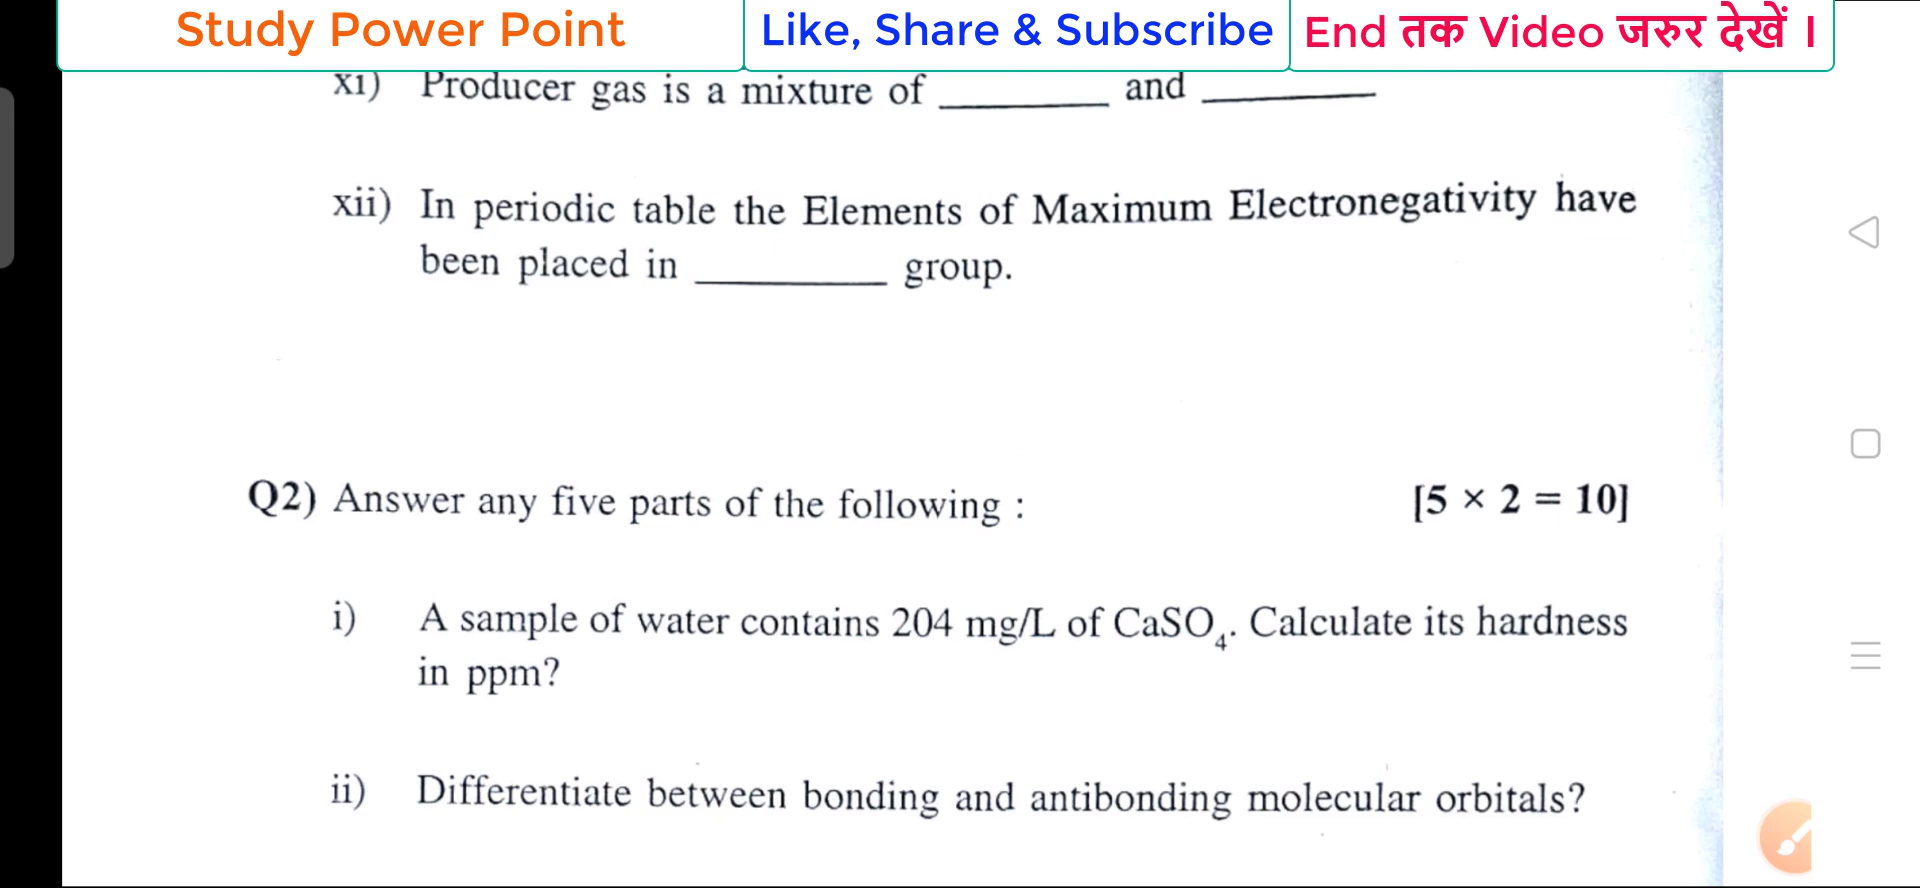 Study Power Point
Like, Share & Subscribe
End तक Video जरुर देखें ।
xi) Producer gas is a mixture of ________ and ________
xii) In periodic table the Elements of Maximum Electronegativity have
been placed in ________ group.
Q2) Answer any five parts of the following : [5 × 2 = 10]
i) A sample of water contains 204 mg/L of CaSO₄. Calculate its hardness
in ppm?
ii) Differentiate between bonding and antibonding molecular orbitals?